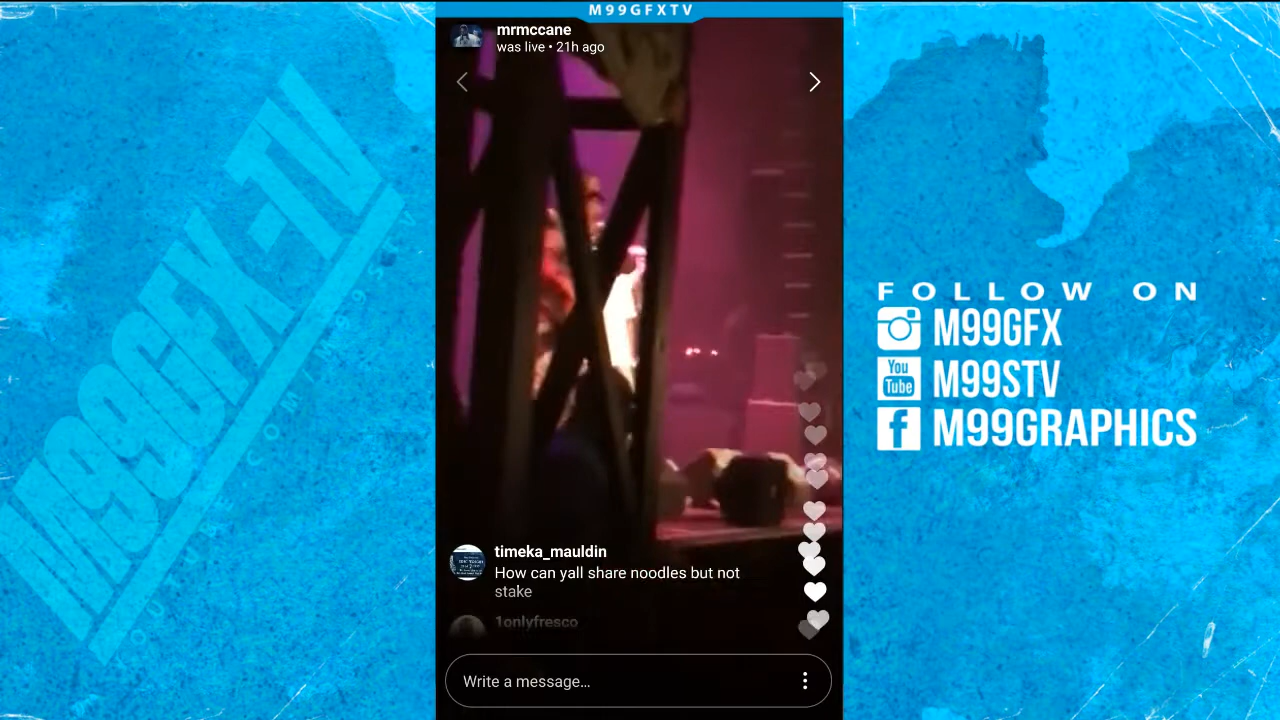 M99GFXTV
mrmccane
was live • 21h ago
M99GFX-TV
FOLLOW ON
M99GFX
You
Tube
M99STV
f
M99GRAPHICS
timeka_mauldin
How can yall share noodles but not
stake
1onlyfresco
Write a message...